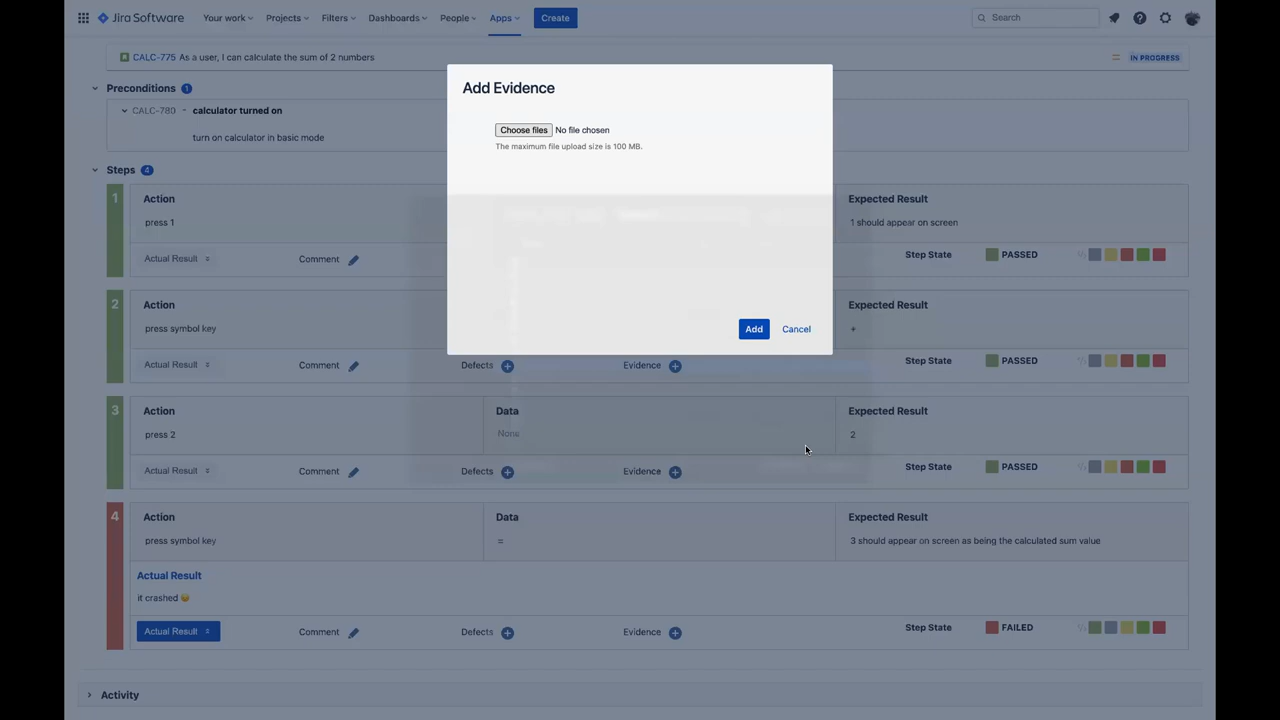 Jira Software Your work Projects Filters Dashboards People Apps Create Search
CALC-775 As a user, I can calculate the sum of 2 numbers IN PROGRESS
Add Evidence
Preconditions 1
CALC-780 - calculator turned on
Choose files No file chosen
turn on calculator in basic mode
The maximum file upload size is 100 MB.
Steps 4
1 Action Expected Result
press 1 1 should appear on screen
Actual Result Comment Step State PASSED
2 Action Expected Result
press symbol key +
Add Cancel
Actual Result Comment Defects Evidence Step State PASSED
3 Action Data Expected Result
press 2 None 2
Actual Result Comment Defects Evidence Step State PASSED
4 Action Data Expected Result
press symbol key = 3 should appear on screen as being the calculated sum value
Actual Result
it crashed 😞
Actual Result Comment Defects Evidence Step State FAILED
Activity